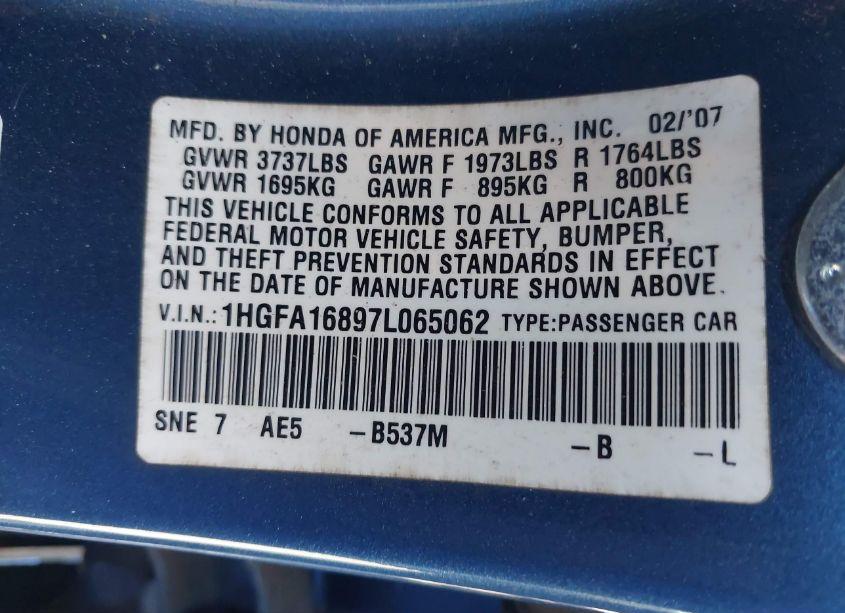 MFD. BY HONDA OF AMERICA MFG., INC. 02/'07
GVWR 3737LBS GAWR F 1973LBS R 1764LBS
GVWR 1695KG GAWR F 895KG R 800KG
THIS VEHICLE CONFORMS TO ALL APPLICABLE
FEDERAL MOTOR VEHICLE SAFETY, BUMPER,
AND THEFT PREVENTION STANDARDS IN EFFECT
ON THE DATE OF MANUFACTURE SHOWN ABOVE.
V.I.N.: 1HGFA16897L065062 TYPE:PASSENGER CAR
SNE 7 AE5 -B537M -B -L